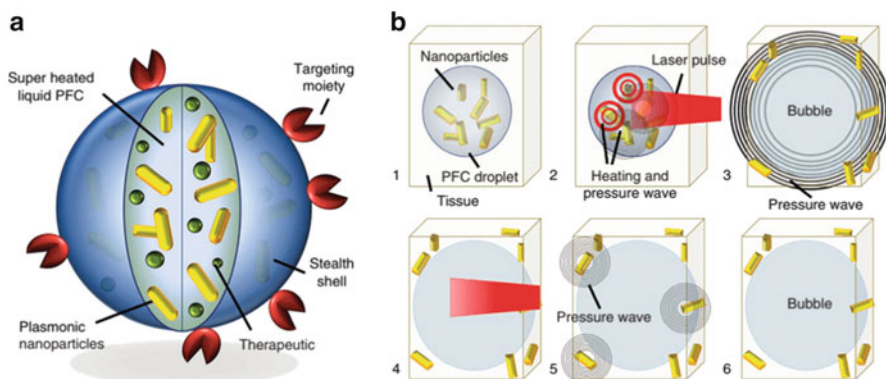 a
Super heated
liquid PFC
Targeting
moiety
Stealth
shell
Plasmonic
nanoparticles
Therapeutic
b
Nanoparticles
PFC droplet
1
Tissue
Laser pulse
2
Heating and
pressure wave
Bubble
3
Pressure wave
4
Pressure wave
5
Bubble
6